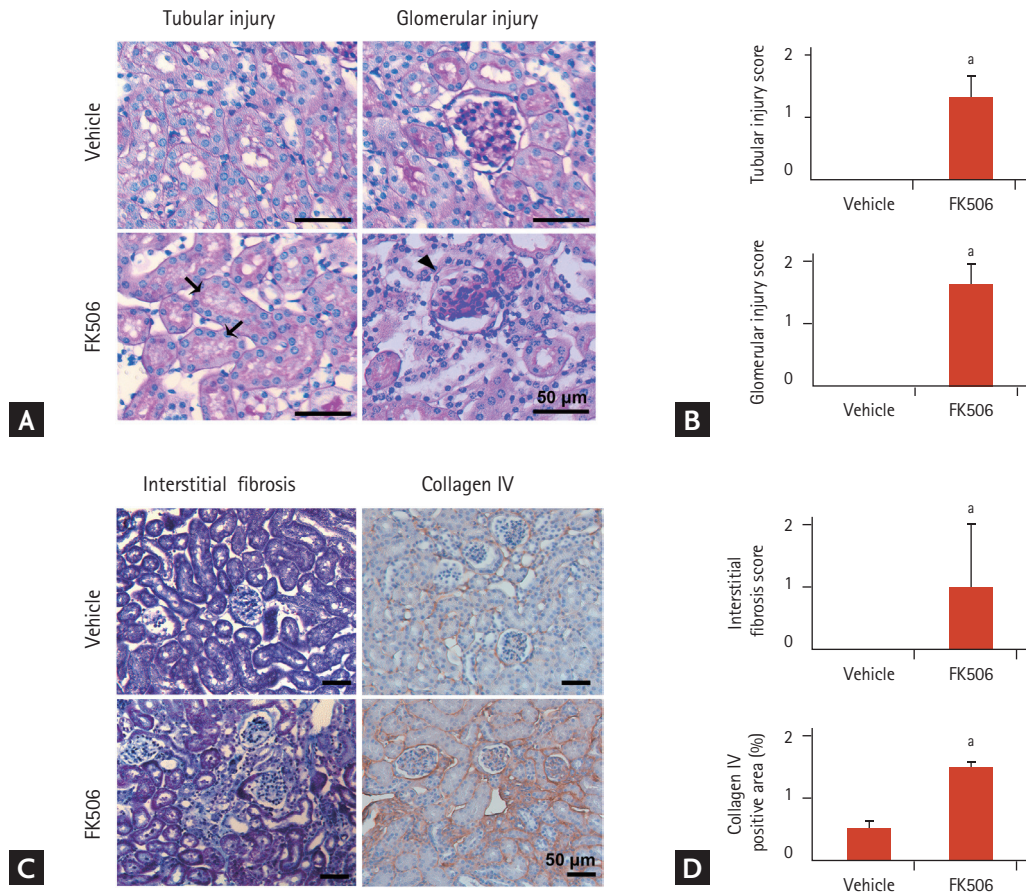 Tubular injury
Glomerular injury
Vehicle
FK506
50 µm
A
2
1
0
Tubular injury score
a
Vehicle
FK506
2
1
0
Glomerular injury score
a
Vehicle
FK506
B
Interstitial fibrosis
Collagen IV
Vehicle
FK506
50 µm
C
2
1
0
Interstitial
fibrosis score
a
Vehicle
FK506
2
1
0
Collagen IV
positive area (%)
a
Vehicle
FK506
D